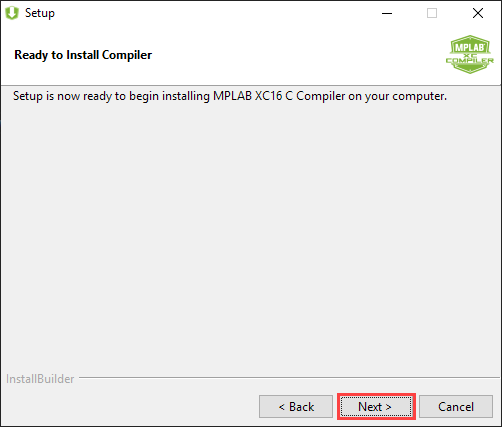 Setup
Ready to Install Compiler
MPLAB
XC
COMPILER
Setup is now ready to begin installing MPLAB XC16 C Compiler on your computer.
InstallBuilder
< Back
Next >
Cancel